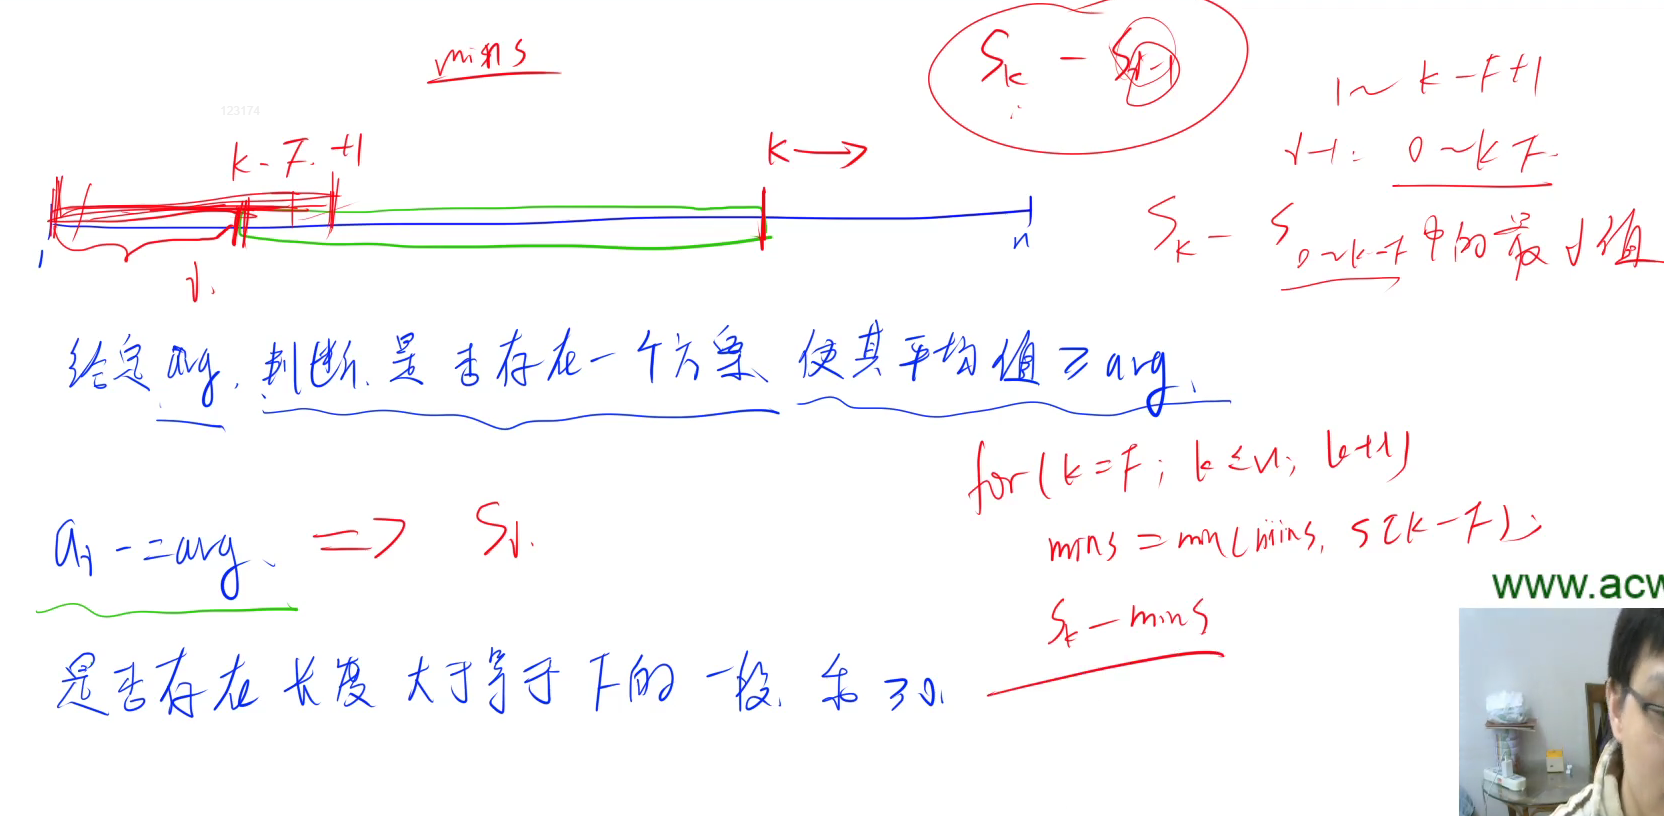 mins
S_k - S_{j-1}
1 ~ k - F + 1
123174
k - F + 1
k →
j-1: 0 ~ k-F
1
n
j
S_k - S_{0~k-F} 中的最小值
给定 avg, 判断是否存在一个方案 使其平均值 ≥ avg
for(k=F; k≤n; k++)
a_i -= avg => S_i
mins = min(mins, s[k-F]);
www.acw
S_k - mins
是否存在长度大于等于F的一段, 和 ≥0.